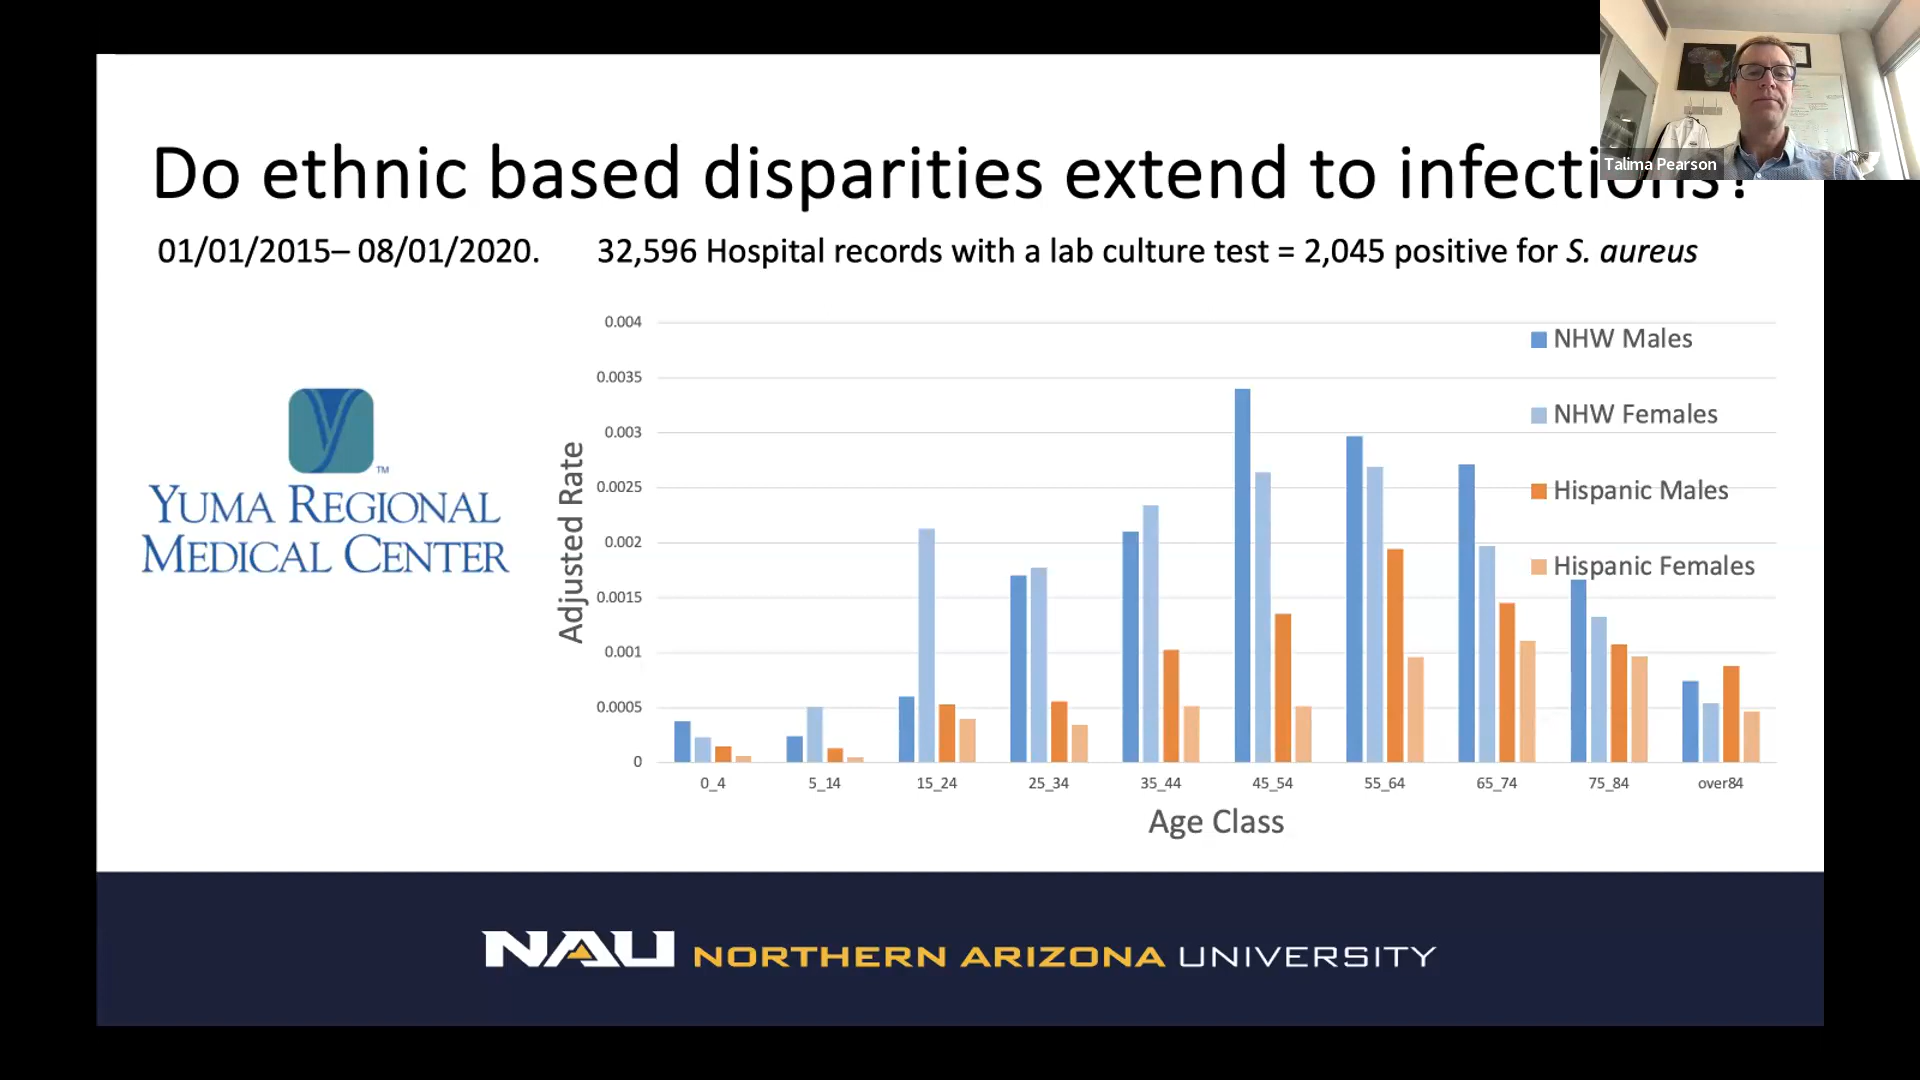 Talima Pearson
Do ethnic based disparities extend to infections?
01/01/2015– 08/01/2020. 32,596 Hospital records with a lab culture test = 2,045 positive for S. aureus
YUMA REGIONAL
MEDICAL CENTER
TM
Adjusted Rate
0.004
0.0035
0.003
0.0025
0.002
0.0015
0.001
0.0005
0
NHW Males
NHW Females
Hispanic Males
Hispanic Females
0_4 5_14 15_24 25_34 35_44 45_54 55_64 65_74 75_84 over84
Age Class
NAU NORTHERN ARIZONA UNIVERSITY